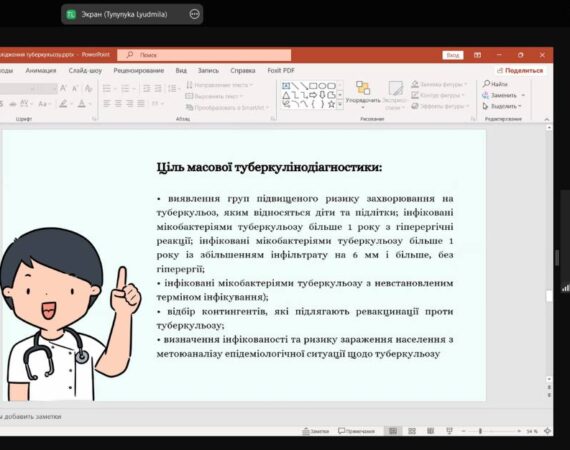 Экран (Tynynyka Lyudmila)
лідження туберкульозу.pptx - PowerPoint
Поиск
Вход
оды Анимация Слайд-шоу Рецензирование Вид Запись Справка Foxit PDF Поделиться
Направление текста
Выровнять текст
Преобразовать в SmartArt
Упорядочить
Экспресс-стили
Заливка фигуры
Контур фигуры
Эффекты фигуры
Найти
Заменить
Выделить
Шрифт Абзац Рисование Редактирование
Ціль масової туберкулінодіагностики:
• виявлення груп підвищеного ризику захворювання на
туберкульоз, яким відносяться діти та підлітки; інфіковані
мікобактеріями туберкульозу більше 1 року з гіперергічні
реакції; інфіковані мікобактеріями туберкульозу більше 1
року із збільшенням інфільтрату на 6 мм і більше, без
гіперергії;
• інфіковані мікобактеріями туберкульозу з невстановленим
терміном інфікування);
• відбір контингентів, які підлягають ревакцинації проти
туберкульозу;
• визначення інфікованості та ризику зараження населення з
метоюаналізу епідеміологічної ситуації щодо туберкульозу
ы добавить заметки
Заметки Примечания 54 %